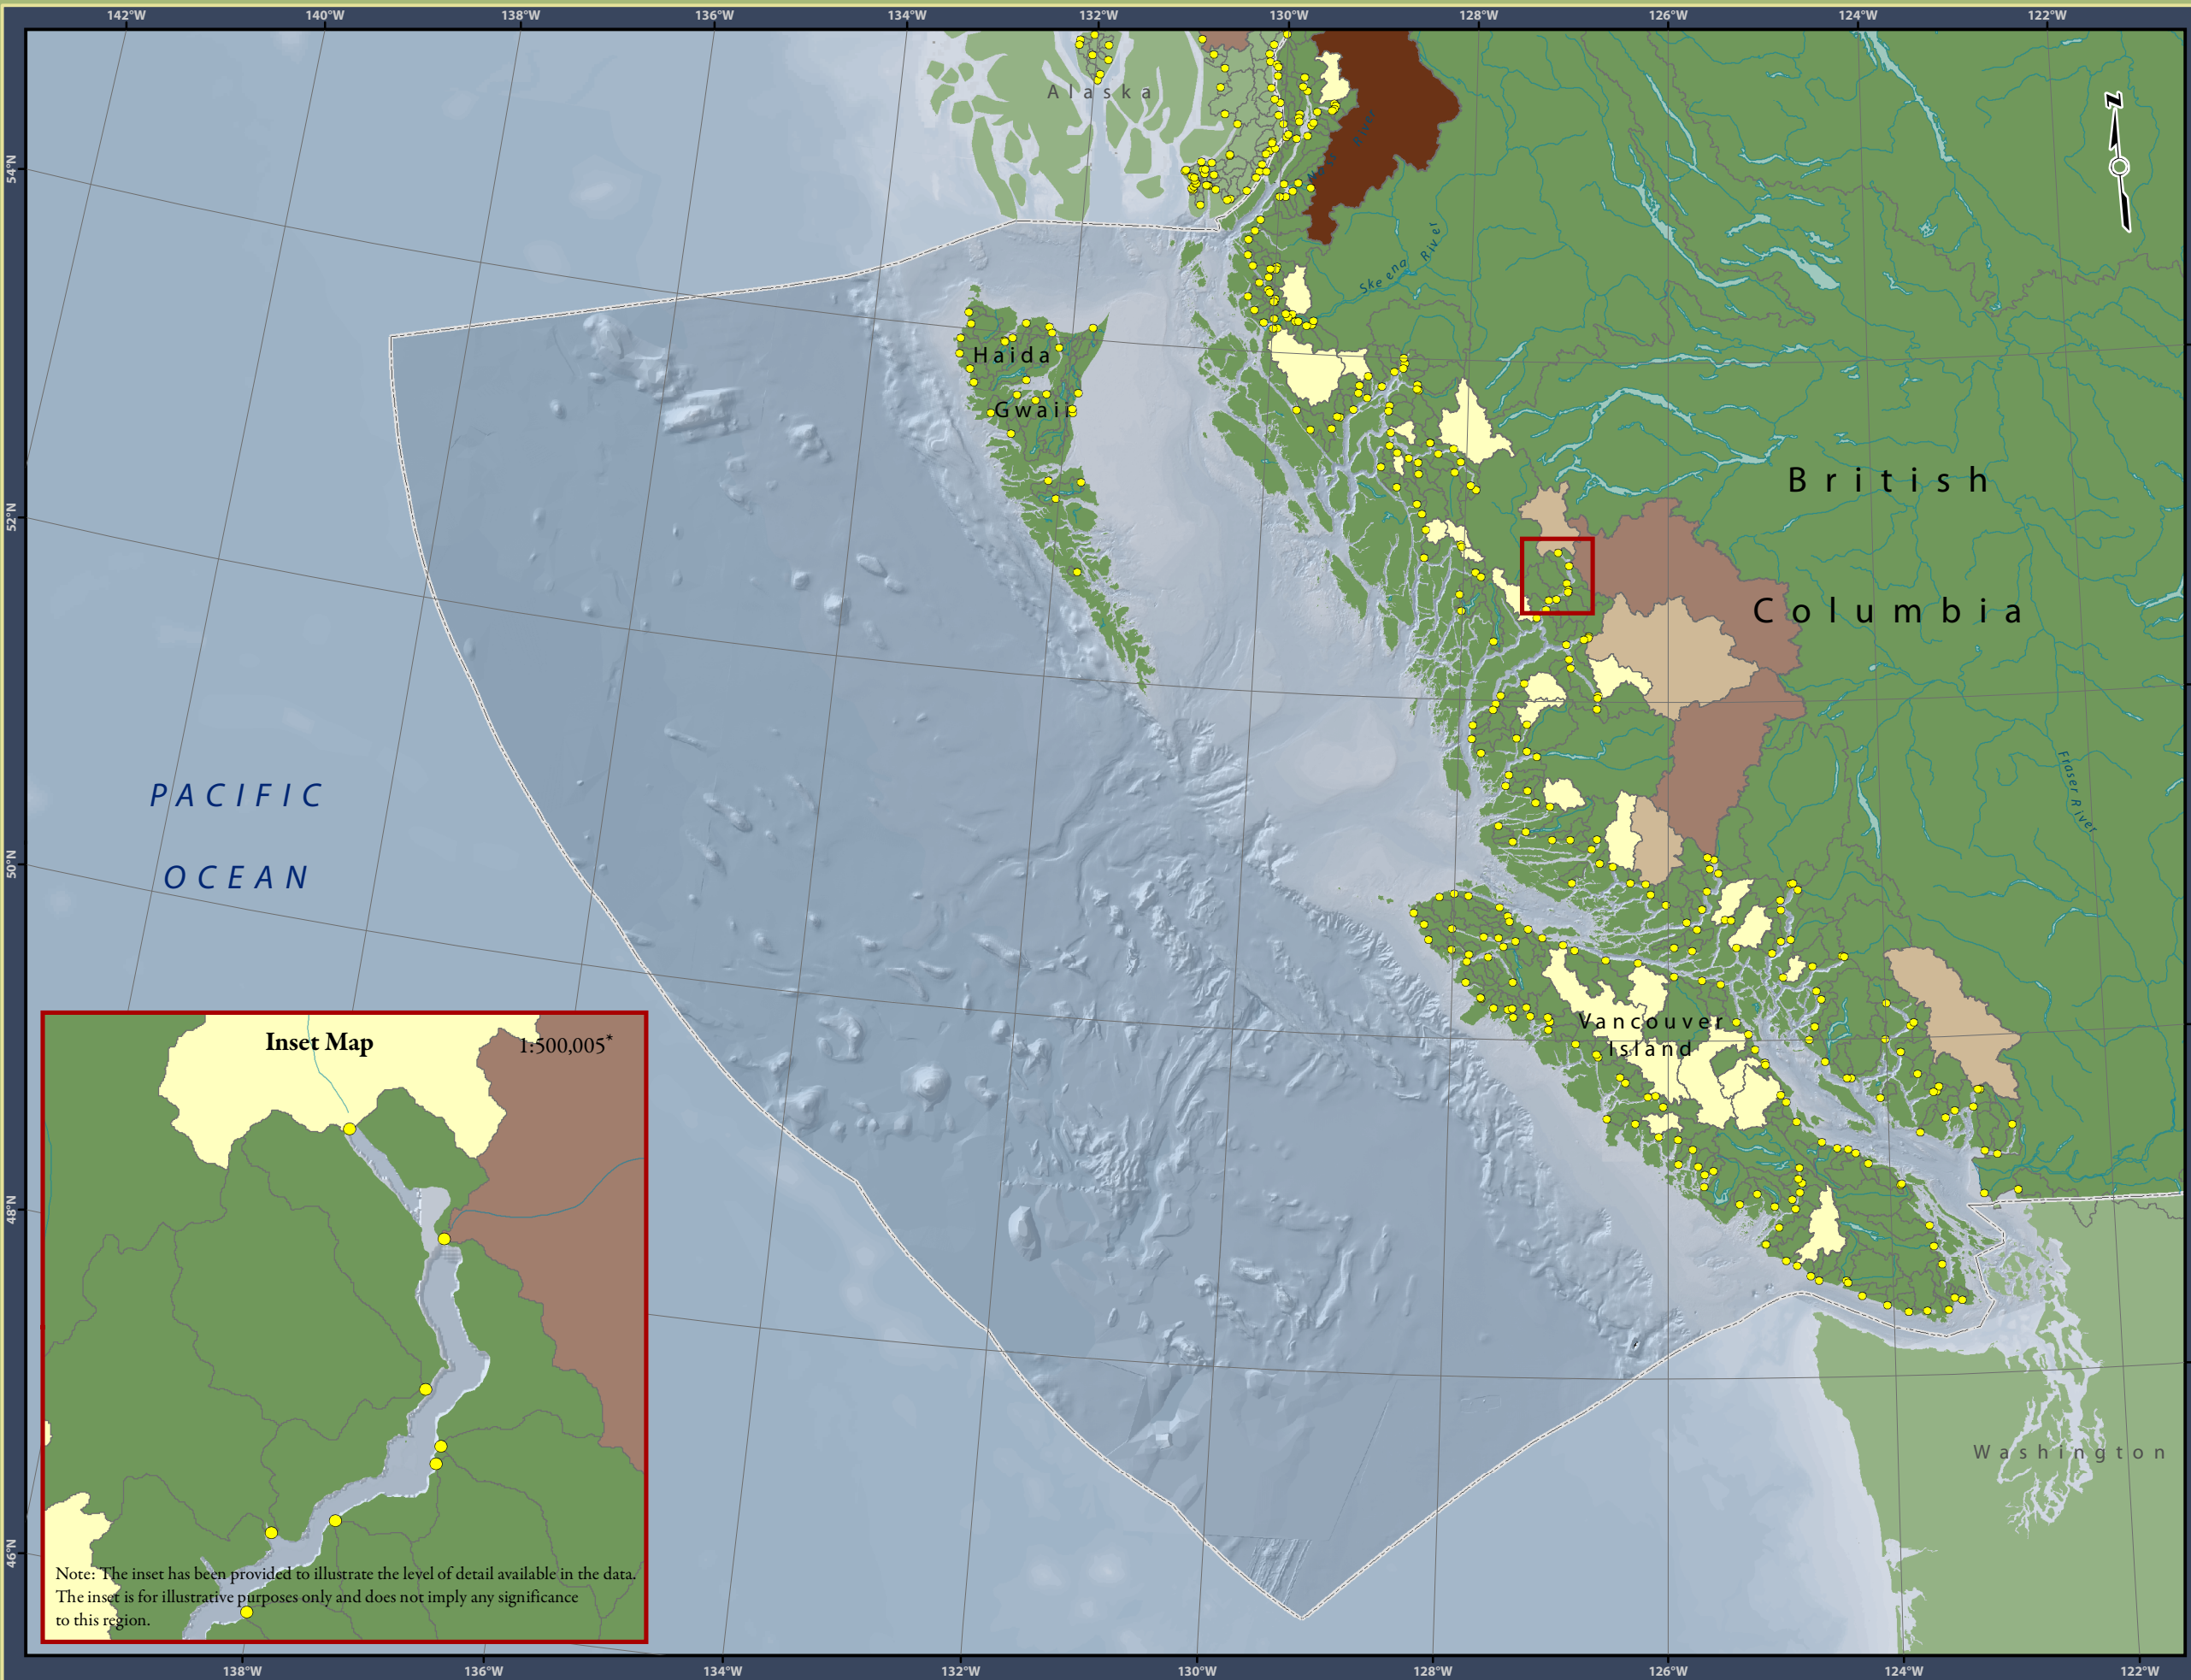 142°W 140°W 138°W 136°W 134°W 132°W 130°W 128°W 126°W 124°W 122°W
Alaska
54°N
Nass River
Skeena River
Haida
Gwaii
British
52°N
Columbia
PACIFIC
Fraser River
OCEAN
50°N
Vancouver
Island
Inset Map
1:500,005*
48°N
Washington
46°N
Note: The inset has been provided to illustrate the level of detail available in the data.
The inset is for illustrative purposes only and does not imply any significance
to this region.
138°W 136°W 134°W 132°W 130°W 128°W 126°W 124°W 122°W
N